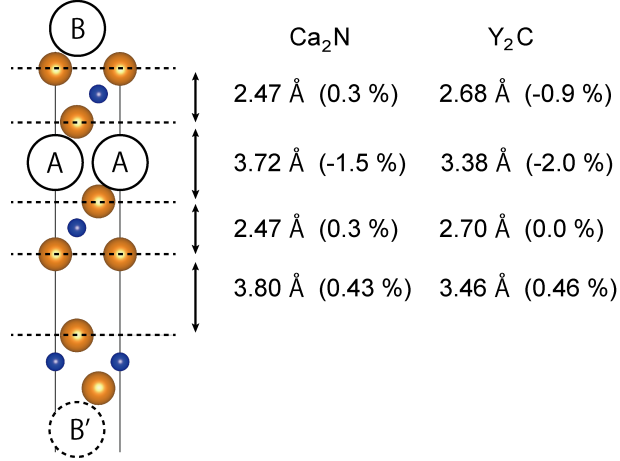 B
Ca₂N Y₂C
2.47 Å (0.3 %) 2.68 Å (-0.9 %)
A A
3.72 Å (-1.5 %) 3.38 Å (-2.0 %)
2.47 Å (0.3 %) 2.70 Å (0.0 %)
3.80 Å (0.43 %) 3.46 Å (0.46 %)
B′